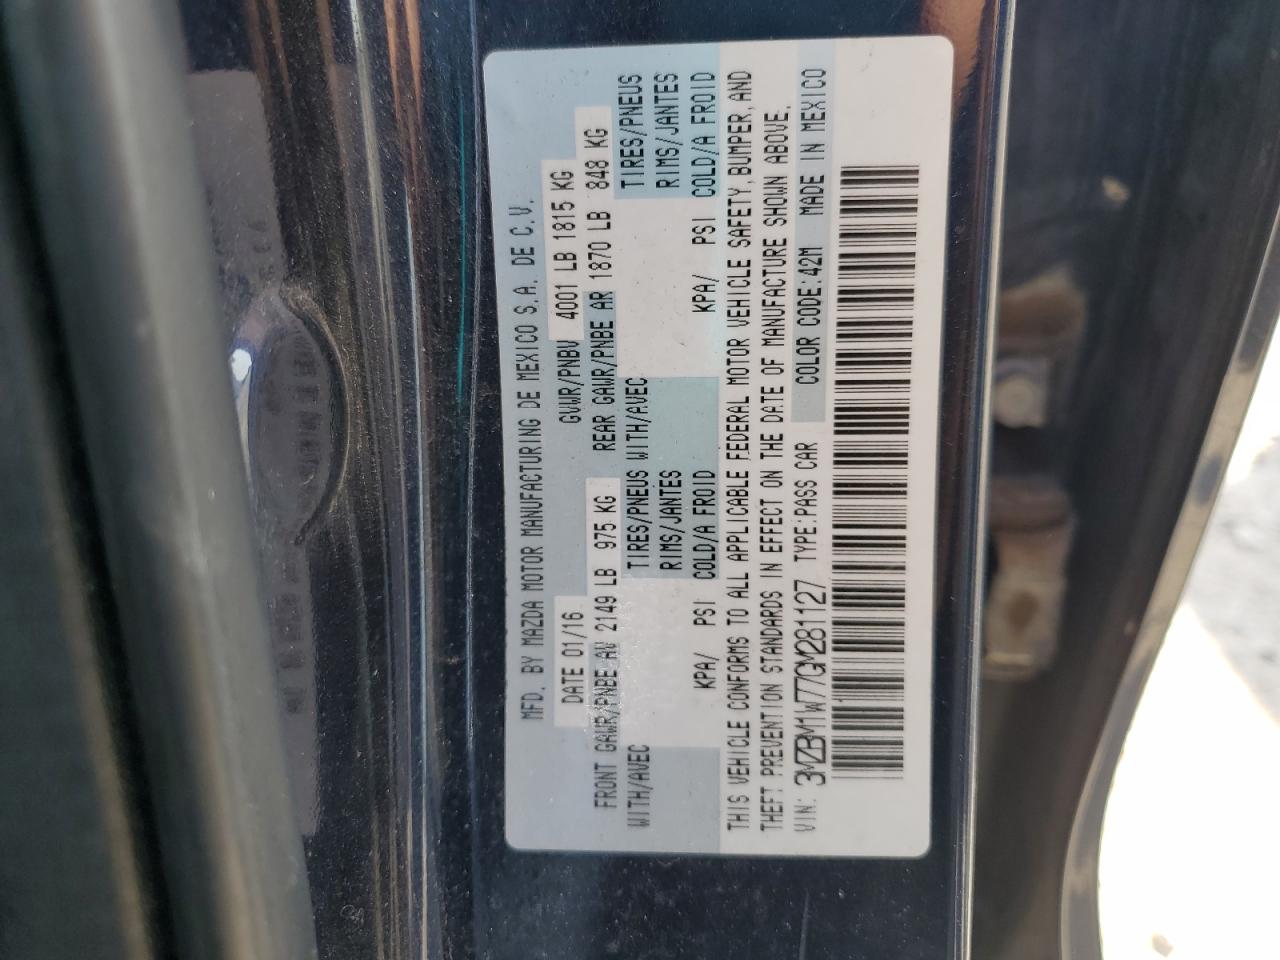 MFD. BY MAZDA MOTOR MANUFACTURING DE MEXICO S.A. DE C.V.
DATE 01/16 GVWR/PNBV 4001 LB 1815 KG
FRONT GAWR/PNBE AV 2149 LB 975 KG REAR GAWR/PNBE AR 1870 LB 848 KG
WITH/AVEC TIRES/PNEUS WITH/AVEC TIRES/PNEUS
RIMS/JANTES RIMS/JANTES
KPA/ PSI COLD/A FROID KPA/ PSI COLD/A FROID
THIS VEHICLE CONFORMS TO ALL APPLICABLE FEDERAL MOTOR VEHICLE SAFETY, BUMPER, AND
THEFT PREVENTION STANDARDS IN EFFECT ON THE DATE OF MANUFACTURE SHOWN ABOVE.
VIN: 3MZBM1W77GM281127 TYPE:PASS CAR COLOR CODE:42M MADE IN MEXICO